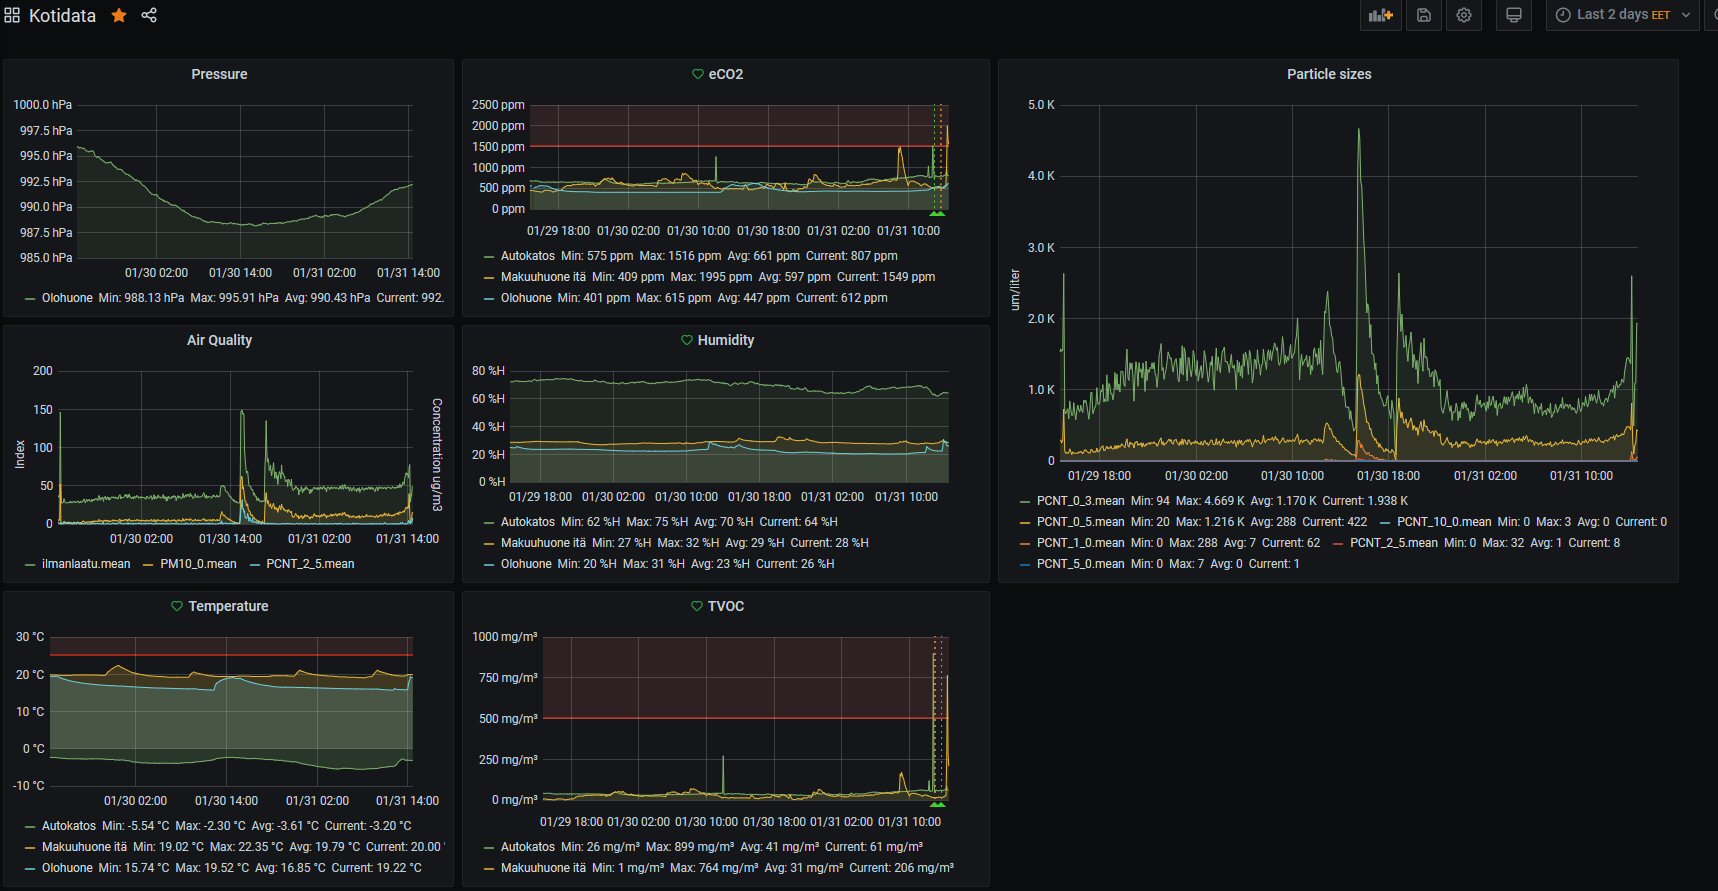 Kotidata
Last 2 days EET
Pressure
1000.0 hPa
997.5 hPa
995.0 hPa
992.5 hPa
990.0 hPa
987.5 hPa
985.0 hPa
01/30 02:00 01/30 14:00 01/31 02:00 01/31 14:00
Olohuone Min: 988.13 hPa Max: 995.91 hPa Avg: 990.43 hPa Current: 992.
eCO2
2500 ppm
2000 ppm
1500 ppm
1000 ppm
500 ppm
0 ppm
01/29 18:00 01/30 02:00 01/30 10:00 01/30 18:00 01/31 02:00 01/31 10:00
Autokatos Min: 575 ppm Max: 1516 ppm Avg: 661 ppm Current: 807 ppm
Makuuhuone itä Min: 409 ppm Max: 1995 ppm Avg: 597 ppm Current: 1549 ppm
Olohuone Min: 401 ppm Max: 615 ppm Avg: 447 ppm Current: 612 ppm
Particle sizes
um/liter
5.0 K
4.0 K
3.0 K
2.0 K
1.0 K
0
01/29 18:00 01/30 02:00 01/30 10:00 01/30 18:00 01/31 02:00 01/31 10:00
PCNT_0_3.mean Min: 94 Max: 4.669 K Avg: 1.170 K Current: 1.938 K
PCNT_0_5.mean Min: 20 Max: 1.216 K Avg: 288 Current: 422 PCNT_10_0.mean Min: 0 Max: 3 Avg: 0 Current: 0
PCNT_1_0.mean Min: 0 Max: 288 Avg: 7 Current: 62 PCNT_2_5.mean Min: 0 Max: 32 Avg: 1 Current: 8
PCNT_5_0.mean Min: 0 Max: 7 Avg: 0 Current: 1
Air Quality
Index
200
150
100
50
0
Concentration ug/m3
01/30 02:00 01/30 14:00 01/31 02:00 01/31 14:00
ilmanlaatu.mean PM10_0.mean PCNT_2_5.mean
Humidity
80 %H
60 %H
40 %H
20 %H
0 %H
01/29 18:00 01/30 02:00 01/30 10:00 01/30 18:00 01/31 02:00 01/31 10:00
Autokatos Min: 62 %H Max: 75 %H Avg: 70 %H Current: 64 %H
Makuuhuone itä Min: 27 %H Max: 32 %H Avg: 29 %H Current: 28 %H
Olohuone Min: 20 %H Max: 31 %H Avg: 23 %H Current: 26 %H
Temperature
30 °C
20 °C
10 °C
0 °C
-10 °C
01/30 02:00 01/30 14:00 01/31 02:00 01/31 14:00
Autokatos Min: -5.54 °C Max: -2.30 °C Avg: -3.61 °C Current: -3.20 °C
Makuuhuone itä Min: 19.02 °C Max: 22.35 °C Avg: 19.79 °C Current: 20.00
Olohuone Min: 15.74 °C Max: 19.52 °C Avg: 16.85 °C Current: 19.22 °C
TVOC
1000 mg/m³
750 mg/m³
500 mg/m³
250 mg/m³
0 mg/m³
01/29 18:00 01/30 02:00 01/30 10:00 01/30 18:00 01/31 02:00 01/31 10:00
Autokatos Min: 26 mg/m³ Max: 899 mg/m³ Avg: 41 mg/m³ Current: 61 mg/m³
Makuuhuone itä Min: 1 mg/m³ Max: 764 mg/m³ Avg: 31 mg/m³ Current: 206 mg/m³